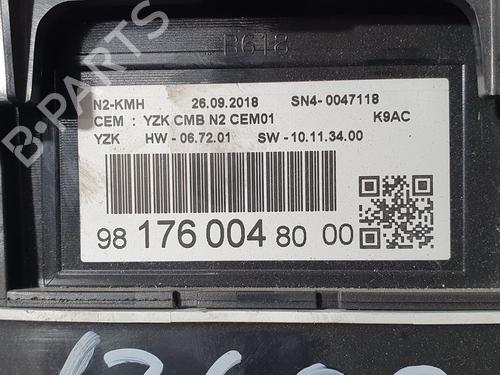 B618
B-PARTS
N2-KMH 26.09.2018 SN4-0047118
CEM : YZK CMB N2 CEM01 K9AC
YZK HW - 06.72.01 SW - 10.11.34.00
98 176 004 80 00